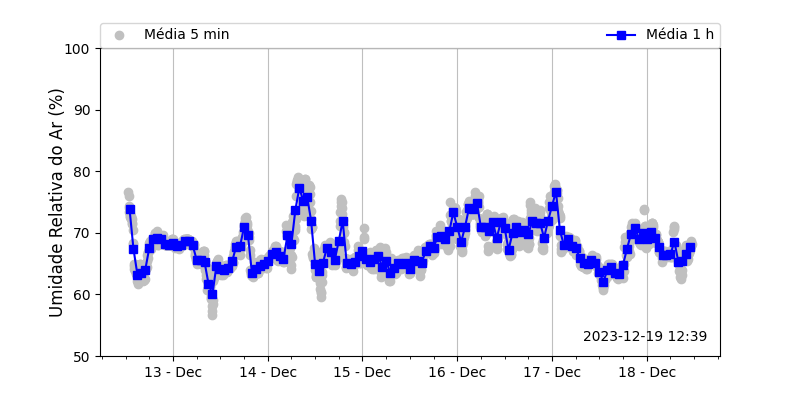 Média 5 min
Média 1 h
Umidade Relativa do Ar (%)
100
90
80
70
60
50
2023-12-19 12:39
13 - Dec
14 - Dec
15 - Dec
16 - Dec
17 - Dec
18 - Dec